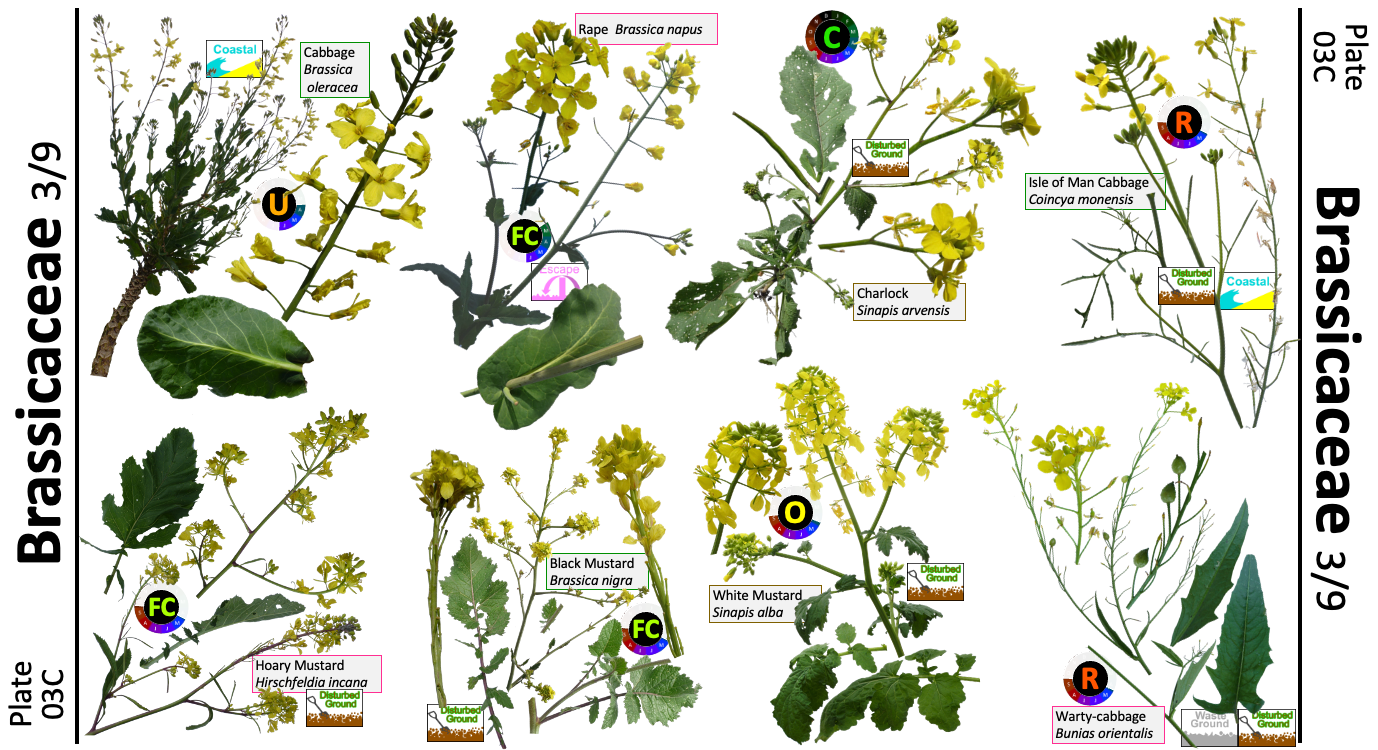 Brassicaceae 3/9
Plate
03C
Coastal
Cabbage
Brassica
oleracea
U
Rape Brassica napus
FC
Escape
C
Disturbed
Ground
Charlock
Sinapis arvensis
Plate
03C
R
Isle of Man Cabbage
Coincya monensis
Disturbed
Ground
Coastal
Brassicaceae 3/9
FC
Hoary Mustard
Hirschfeldia incana
Disturbed
Ground
Black Mustard
Brassica nigra
FC
Disturbed
Ground
O
White Mustard
Sinapis alba
Disturbed
Ground
R
Warty-cabbage
Bunias orientalis
Waste
Ground
Disturbed
Ground